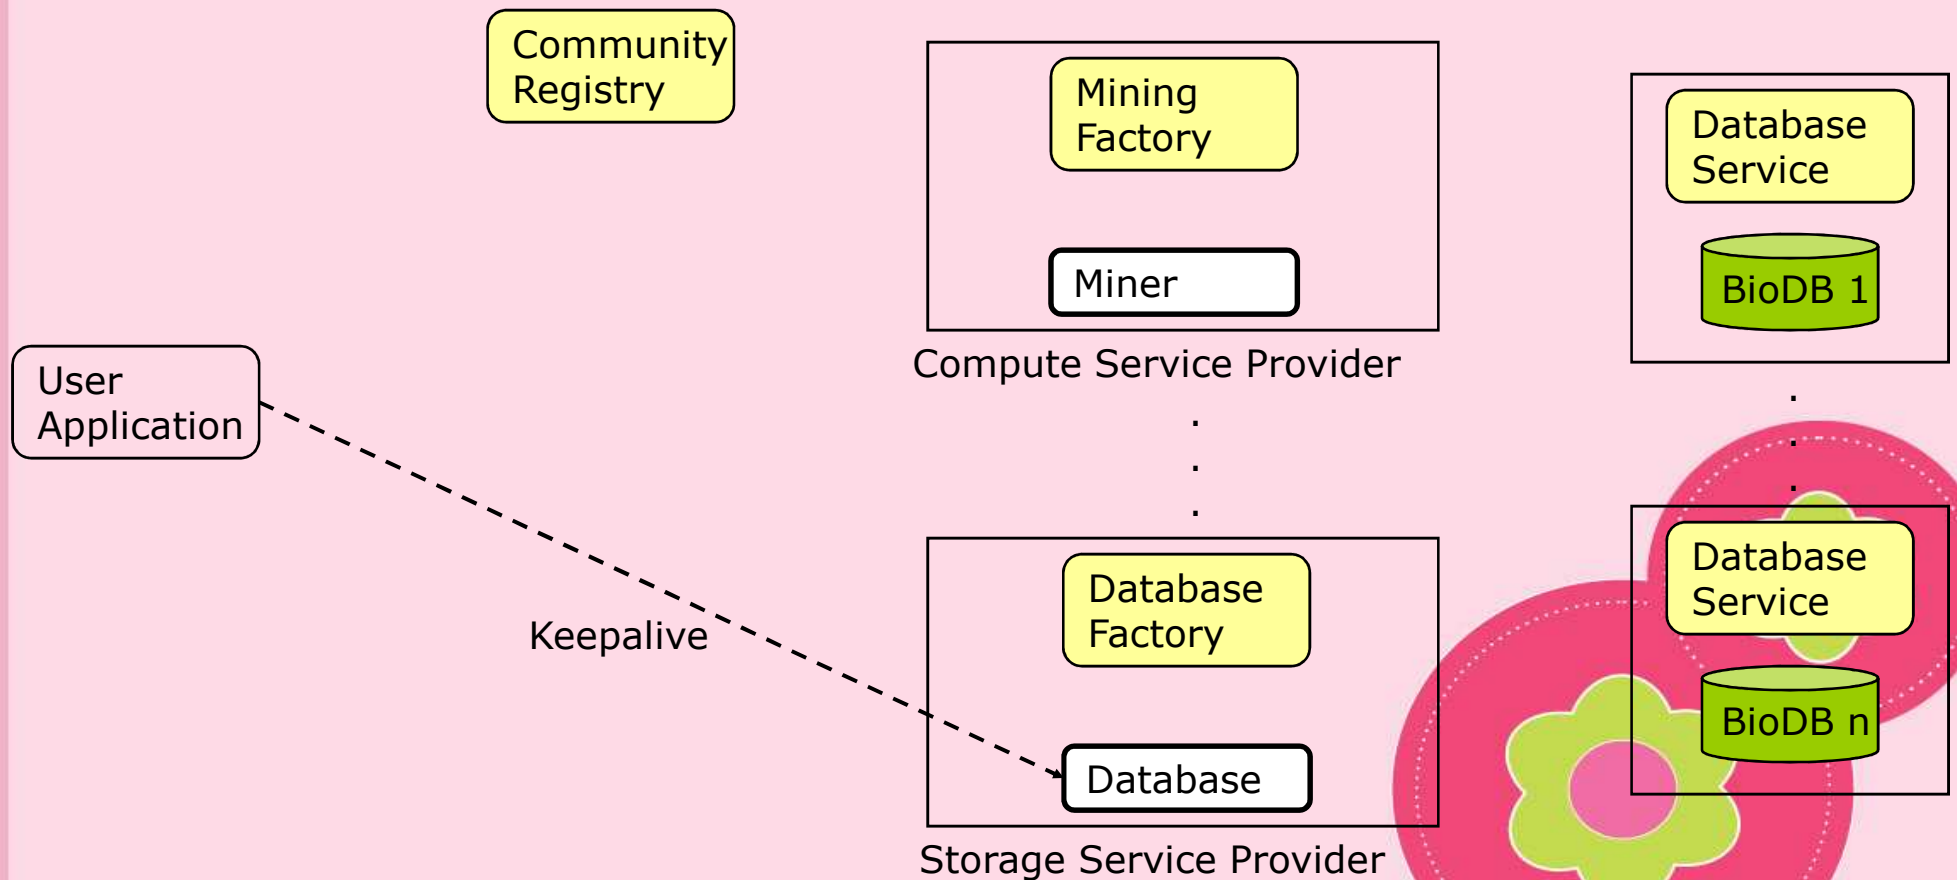 Community
Registry
Mining
Factory
Database
Service
Miner
BioDB 1
Compute Service Provider
User
Application
.
.
.
.
.
.
Database
Factory
Database
Service
Keepalive
BioDB n
Database
Storage Service Provider